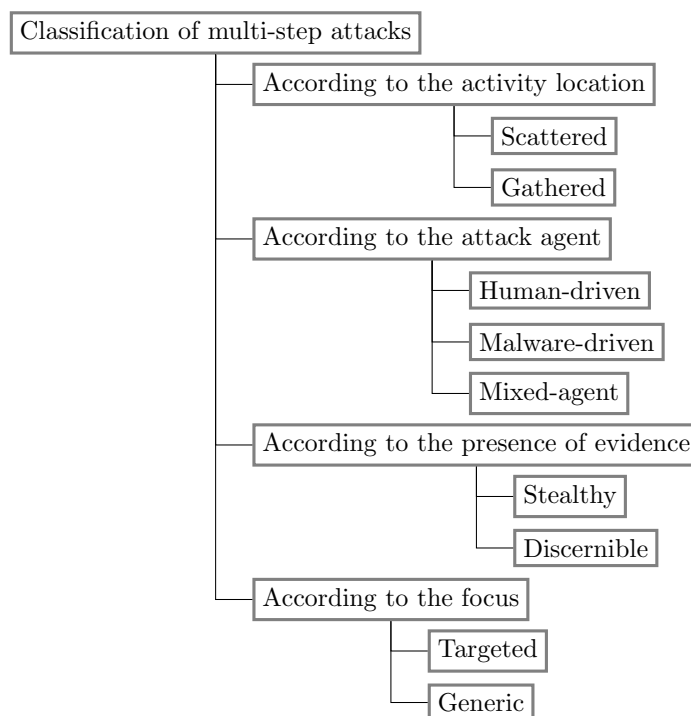 Classification of multi-step attacks
According to the activity location
Scattered
Gathered
According to the attack agent
Human-driven
Malware-driven
Mixed-agent
According to the presence of evidence
Stealthy
Discernible
According to the focus
Targeted
Generic